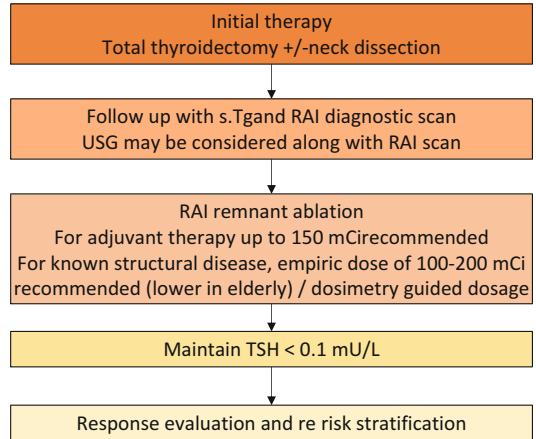 Initial therapy
Total thyroidectomy +/-neck dissection
Follow up with s.Tgand RAI diagnostic scan
USG may be considered along with RAI scan
RAI remnant ablation
For adjuvant therapy up to 150 mCirecommended
For known structural disease, empiric dose of 100-200 mCi
recommended (lower in elderly) / dosimetry guided dosage
Maintain TSH < 0.1 mU/L
Response evaluation and re risk stratification